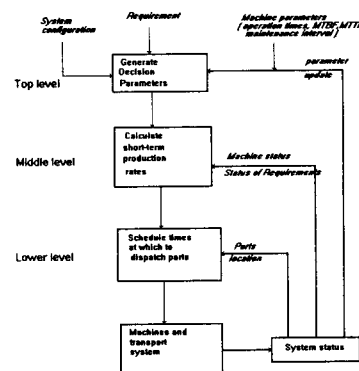 System
configuration
Requirement
Machine parameters
( operation times, MTBF, MTTR
maintenance interval )
Top level
Generate
Decision
Parameters
parameter
update
Middle level
Calculate
short-term
production
rates
Machine status
Status of Requirements
Lower level
Schedule times
at which to
dispatch parts
Parts
location
Machines and
transport
system
System status